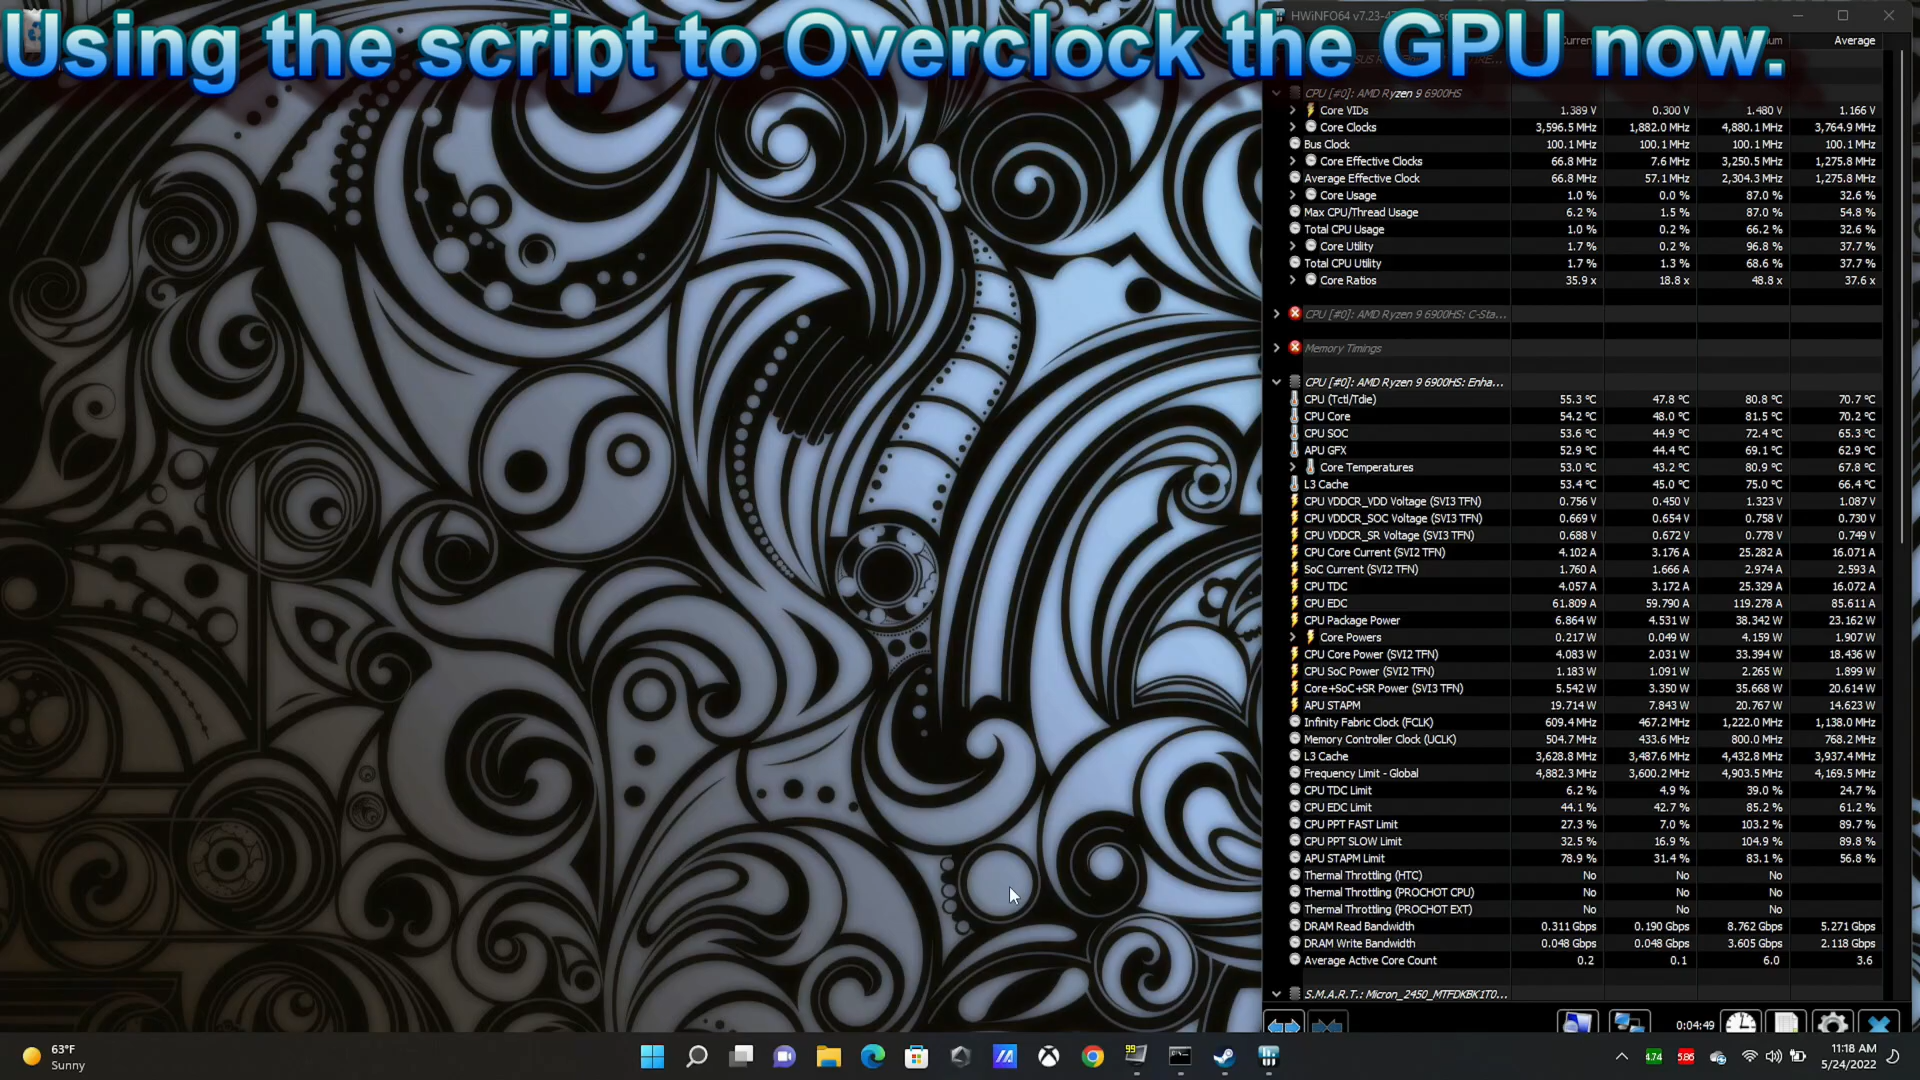 Using the script to Overclock the GPU now.
HWiNFO64 v7.23-4
Average
CPU [#0]: AMD Ryzen 9 6900HS
Core VIDs 1.389 V 0.300 V 1.480 V 1.166 V
Core Clocks 3,596.5 MHz 1,882.0 MHz 4,880.1 MHz 3,764.9 MHz
Bus Clock 100.1 MHz 100.1 MHz 100.1 MHz 100.1 MHz
Core Effective Clocks 66.8 MHz 7.6 MHz 3,250.5 MHz 1,275.8 MHz
Average Effective Clock 66.8 MHz 57.1 MHz 2,304.3 MHz 1,275.8 MHz
Core Usage 1.0 % 0.0 % 87.0 % 32.6 %
Max CPU/Thread Usage 6.2 % 1.5 % 87.0 % 54.8 %
Total CPU Usage 1.0 % 0.2 % 66.2 % 32.6 %
Core Utility 1.7 % 0.2 % 96.8 % 37.7 %
Total CPU Utility 1.7 % 1.3 % 68.6 % 37.7 %
Core Ratios 35.9 x 18.8 x 48.8 x 37.6 x
CPU [#0]: AMD Ryzen 9 6900HS: C-Sta...
Memory Timings
CPU [#0]: AMD Ryzen 9 6900HS: Enha...
CPU (Tctl/Tdie) 55.3 °C 47.8 °C 80.8 °C 70.7 °C
CPU Core 54.2 °C 48.0 °C 81.5 °C 70.2 °C
CPU SOC 53.6 °C 44.9 °C 72.4 °C 65.3 °C
APU GFX 52.9 °C 44.4 °C 69.1 °C 62.9 °C
Core Temperatures 53.0 °C 43.2 °C 80.9 °C 67.8 °C
L3 Cache 53.4 °C 45.0 °C 75.0 °C 66.4 °C
CPU VDDCR_VDD Voltage (SVI3 TFN) 0.756 V 0.450 V 1.323 V 1.087 V
CPU VDDCR_SOC Voltage (SVI3 TFN) 0.669 V 0.654 V 0.758 V 0.730 V
CPU VDDCR_SR Voltage (SVI3 TFN) 0.688 V 0.672 V 0.778 V 0.749 V
CPU Core Current (SVI2 TFN) 4.102 A 3.176 A 25.282 A 16.071 A
SoC Current (SVI2 TFN) 1.760 A 1.666 A 2.974 A 2.593 A
CPU TDC 4.057 A 3.172 A 25.329 A 16.072 A
CPU EDC 61.809 A 59.790 A 119.278 A 85.611 A
CPU Package Power 6.864 W 4.531 W 38.342 W 23.162 W
Core Powers 0.217 W 0.049 W 4.159 W 1.907 W
CPU Core Power (SVI2 TFN) 4.083 W 2.031 W 33.394 W 18.436 W
CPU SoC Power (SVI2 TFN) 1.183 W 1.091 W 2.265 W 1.899 W
Core+SoC+SR Power (SVI3 TFN) 5.542 W 3.350 W 35.668 W 20.614 W
APU STAPM 19.714 W 7.843 W 20.767 W 14.623 W
Infinity Fabric Clock (FCLK) 609.4 MHz 467.2 MHz 1,222.0 MHz 1,138.0 MHz
Memory Controller Clock (UCLK) 504.7 MHz 433.6 MHz 800.0 MHz 768.2 MHz
L3 Cache 3,628.8 MHz 3,487.6 MHz 4,432.8 MHz 3,937.4 MHz
Frequency Limit - Global 4,882.3 MHz 3,600.2 MHz 4,903.5 MHz 4,169.5 MHz
CPU TDC Limit 6.2 % 4.9 % 39.0 % 24.7 %
CPU EDC Limit 44.1 % 42.7 % 85.2 % 61.2 %
CPU PPT FAST Limit 27.3 % 7.0 % 103.2 % 89.7 %
CPU PPT SLOW Limit 32.5 % 16.9 % 104.9 % 89.8 %
APU STAPM Limit 78.9 % 31.4 % 83.1 % 56.8 %
Thermal Throttling (HTC) No No No
Thermal Throttling (PROCHOT CPU) No No No
Thermal Throttling (PROCHOT EXT) No No No
DRAM Read Bandwidth 0.311 Gbps 0.190 Gbps 8.762 Gbps 5.271 Gbps
DRAM Write Bandwidth 0.048 Gbps 0.048 Gbps 3.605 Gbps 2.118 Gbps
Average Active Core Count 0.2 0.1 6.0 3.6
S.M.A.R.T.: Micron_2450_MTFDKBK1T0...
0:04:49
63°F
Sunny
99
4.74
11:18 AM
5/24/2022